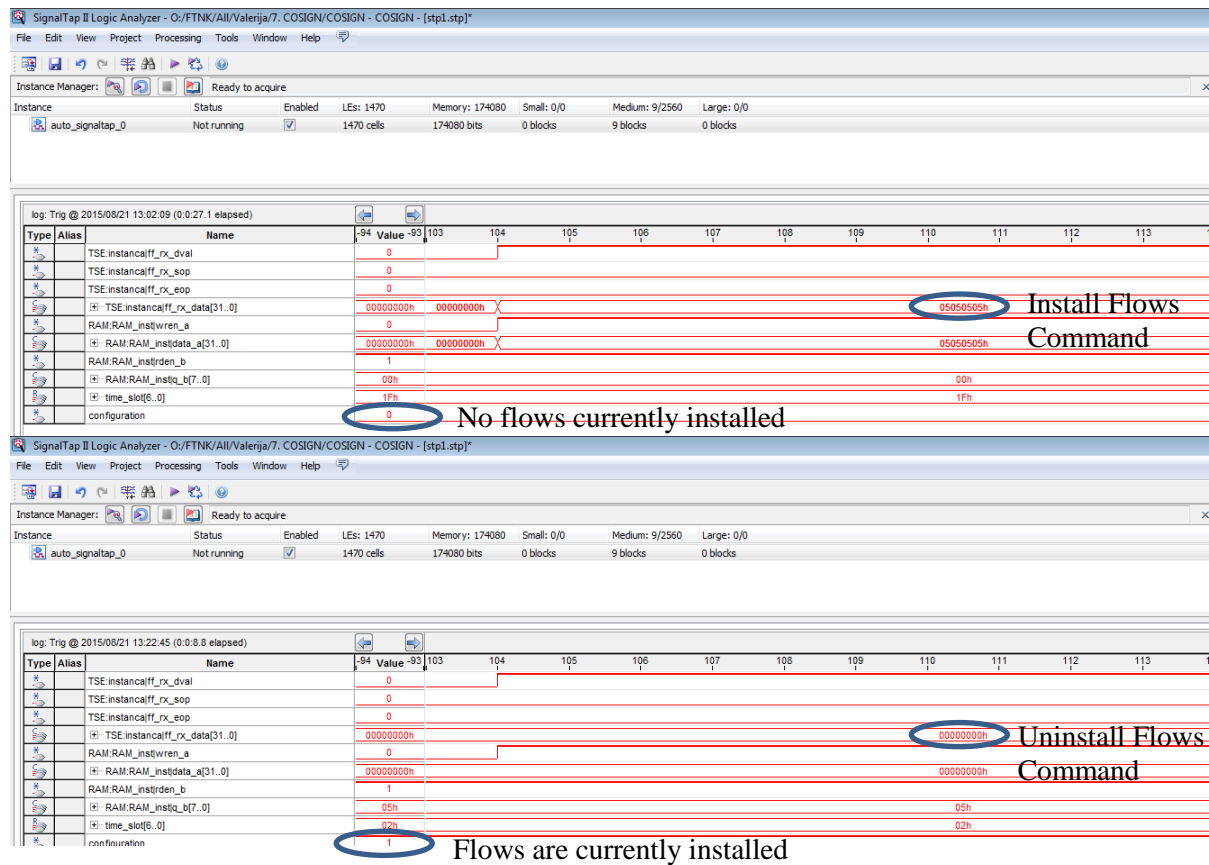 SignalTap II Logic Analyzer - O:/FTNK/All/Valerija/7. COSIGN/COSIGN - COSIGN - [stp1.stp]*
File Edit View Project Processing Tools Window Help
Instance Manager: Ready to acquire
Instance Status Enabled LEs: 1470 Memory: 174080 Small: 0/0 Medium: 9/2560 Large: 0/0
auto_signaltap_0 Not running 1470 cells 174080 bits 0 blocks 9 blocks 0 blocks
log: Trig @ 2015/08/21 13:02:09 (0:0:27.1 elapsed)
Type Alias Name -94 Value -93 103 104 105 106 107 108 109 110 111 112 113
TSE:instanca|ff_rx_dval 0
TSE:instanca|ff_rx_sop 0
TSE:instanca|ff_rx_eop 0
TSE:instanca|ff_rx_data[31..0] 00000000h 00000000h 05050505h Install Flows
RAM:RAM_inst|wren_a 0 Command
RAM:RAM_inst|data_a[31..0] 00000000h 00000000h 05050505h
RAM:RAM_inst|rden_b 1
RAM:RAM_inst|q_b[7..0] 00h 00h
time_slot[6..0] 1Fh 1Fh
configuration 0 No flows currently installed
SignalTap II Logic Analyzer - O:/FTNK/All/Valerija/7. COSIGN/COSIGN - COSIGN - [stp1.stp]*
File Edit View Project Processing Tools Window Help
Instance Manager: Ready to acquire
Instance Status Enabled LEs: 1470 Memory: 174080 Small: 0/0 Medium: 9/2560 Large: 0/0
auto_signaltap_0 Not running 1470 cells 174080 bits 0 blocks 9 blocks 0 blocks
log: Trig @ 2015/08/21 13:22:45 (0:0:8.8 elapsed)
Type Alias Name -94 Value -93 103 104 105 106 107 108 109 110 111 112 113
TSE:instanca|ff_rx_dval 0
TSE:instanca|ff_rx_sop 0
TSE:instanca|ff_rx_eop 0
TSE:instanca|ff_rx_data[31..0] 00000000h 00000000h Uninstall Flows
RAM:RAM_inst|wren_a 0 Command
RAM:RAM_inst|data_a[31..0] 00000000h 00000000h
RAM:RAM_inst|rden_b 1
RAM:RAM_inst|q_b[7..0] 05h 05h
time_slot[6..0] 02h 02h
configuration 1 Flows are currently installed